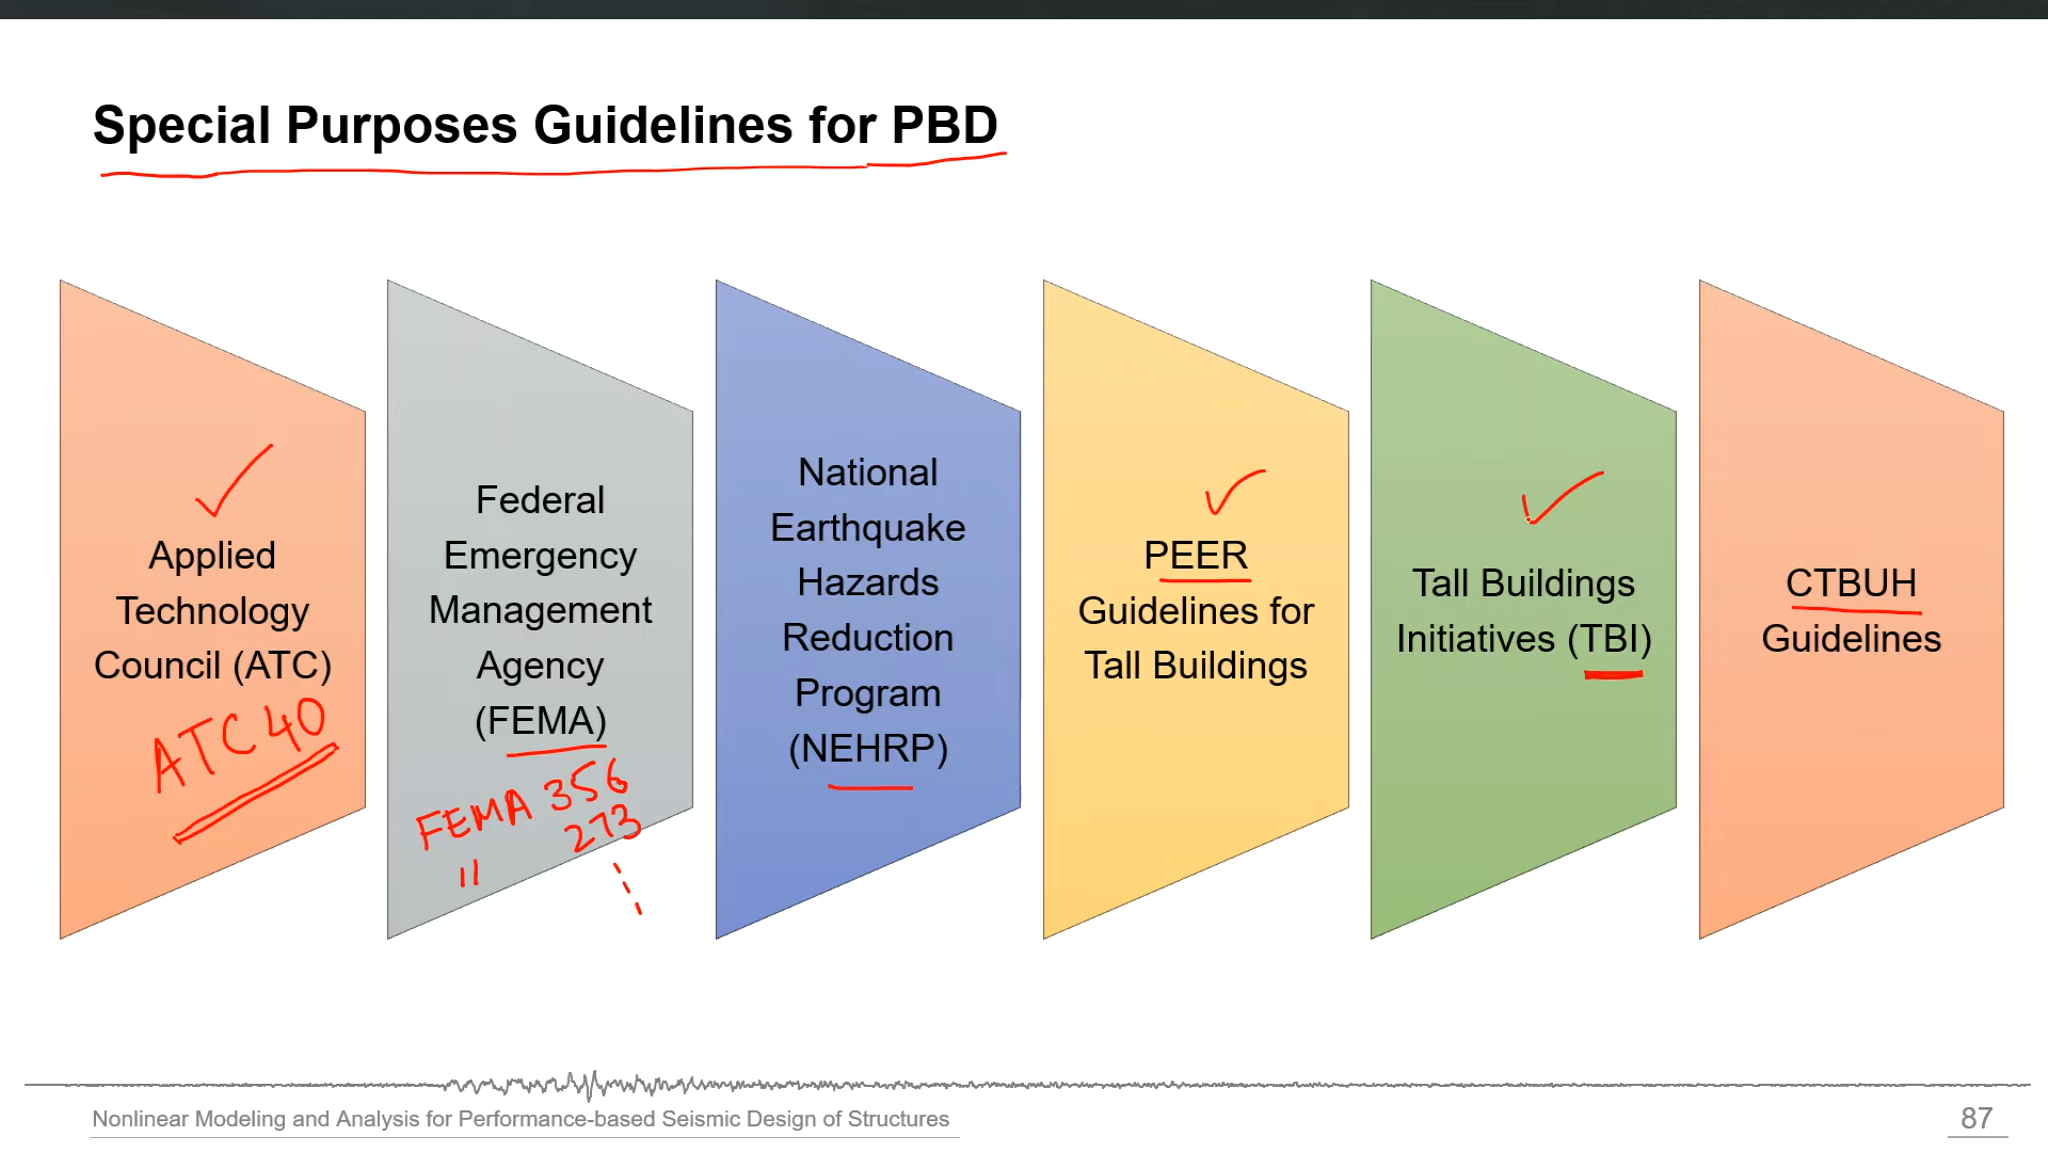 Special Purposes Guidelines for PBD
Applied
Technology
Council (ATC)
ATC 40
Federal
Emergency
Management
Agency
(FEMA)
FEMA 356
〃 273
National
Earthquake
Hazards
Reduction
Program
(NEHRP)
PEER
Guidelines for
Tall Buildings
Tall Buildings
Initiatives (TBI)
CTBUH
Guidelines
Nonlinear Modeling and Analysis for Performance-based Seismic Design of Structures
87